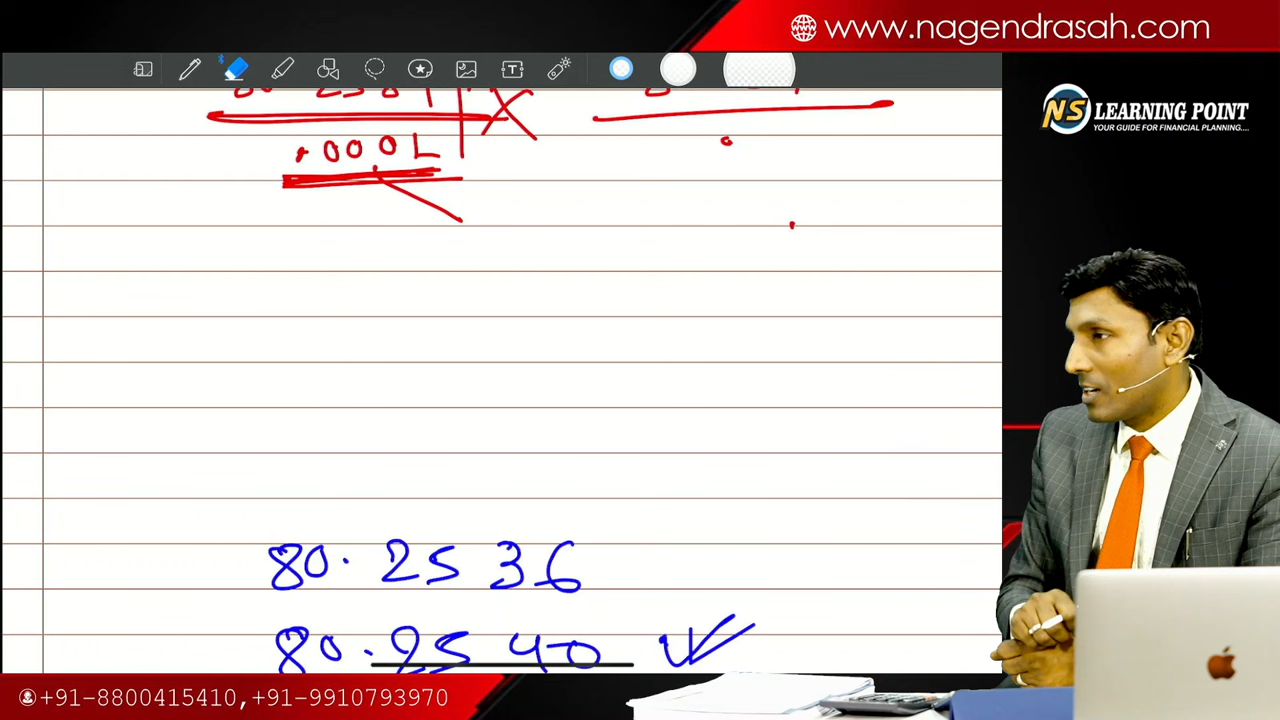 www.nagendrasah.com
NS LEARNING POINT
YOUR GUIDE FOR FINANCIAL PLANNING....
T
.0001
80.2536
80.2540
+91-8800415410,+91-9910793970